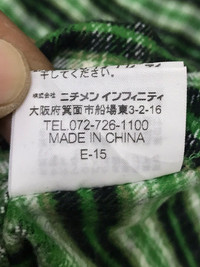 干してください。
株式会社 ニチメン インフィニティ
大阪府箕面市船場東3-2-16
TEL.072-726-1100
MADE IN CHINA
E-15